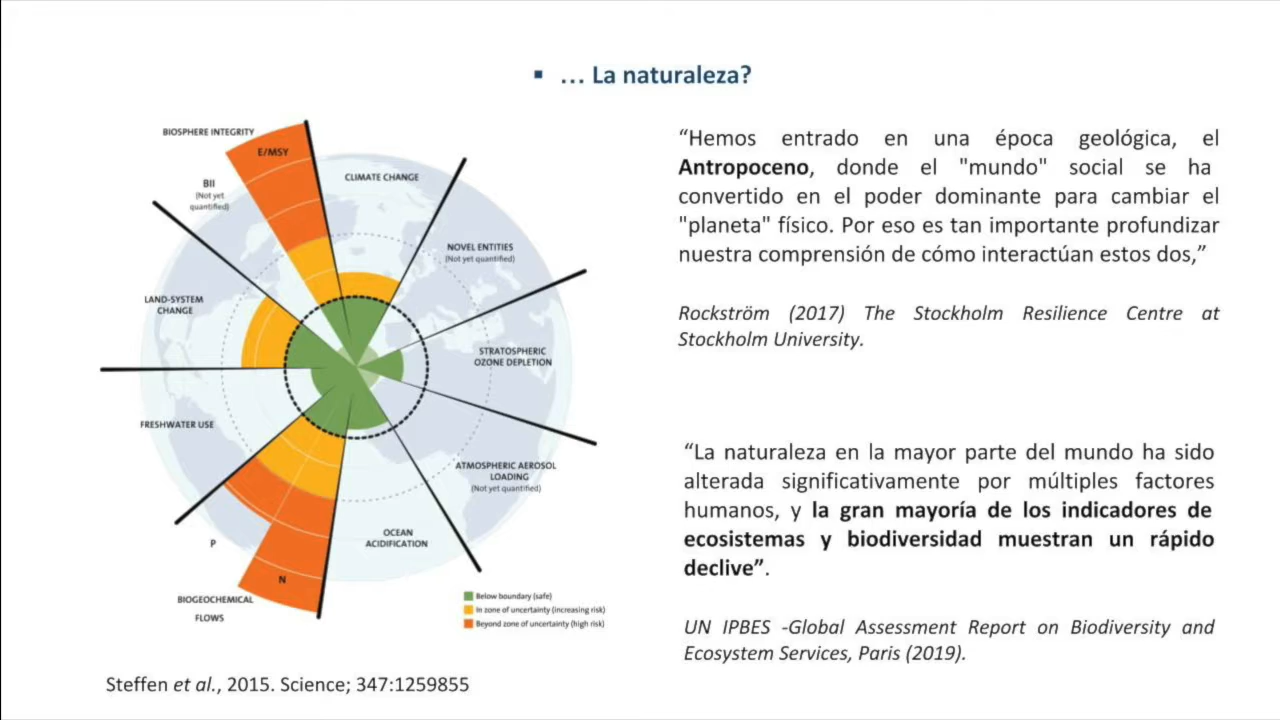 ▪ … La naturaleza?
BIOSPHERE INTEGRITY
E/MSY
BII
(Not yet
quantified)
CLIMATE CHANGE
NOVEL ENTITIES
(Not yet quantified)
LAND-SYSTEM
CHANGE
STRATOSPHERIC
OZONE DEPLETION
FRESHWATER USE
ATMOSPHERIC AEROSOL
LOADING
(Not yet quantified)
OCEAN
ACIDIFICATION
P
N
BIOGEOCHEMICAL
FLOWS
Below boundary (safe)
In zone of uncertainty (increasing risk)
Beyond zone of uncertainty (high risk)
Steffen et al., 2015. Science; 347:1259855
“Hemos entrado en una época geológica, el
Antropoceno, donde el "mundo" social se ha
convertido en el poder dominante para cambiar el
"planeta" físico. Por eso es tan importante profundizar
nuestra comprensión de cómo interactúan estos dos,”
Rockström (2017) The Stockholm Resilience Centre at
Stockholm University.
“La naturaleza en la mayor parte del mundo ha sido
alterada significativamente por múltiples factores
humanos, y la gran mayoría de los indicadores de
ecosistemas y biodiversidad muestran un rápido
declive”.
UN IPBES -Global Assessment Report on Biodiversity and
Ecosystem Services, Paris (2019).